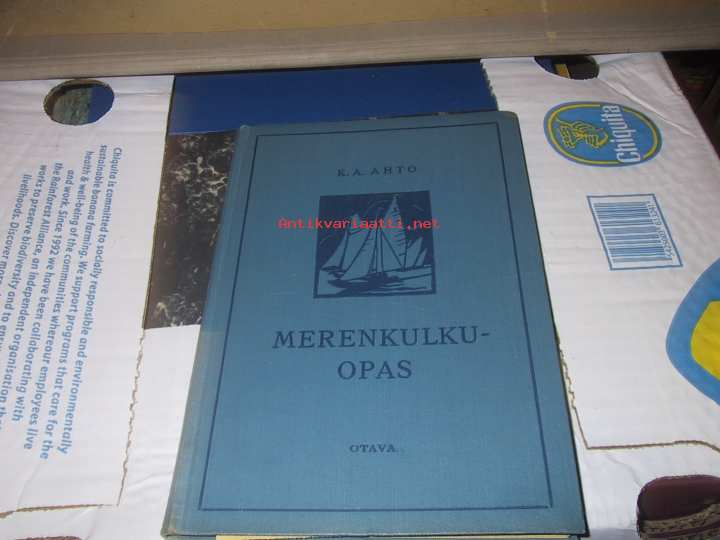 K. A. AHTO
Antikvariaatti.net
MERENKULKU-
OPAS
OTAVA
Chiquita is committed to socially responsible and environmentally
sustainable banana farming. We support programs that care for the
health & well-being of the communities where our employees live
and work. Since 1992 we have been collaborating with
the Rainforest Alliance, an independent organisation that
works to preserve biodiversity and to ensure
livelihoods. Discover more
Chiquita